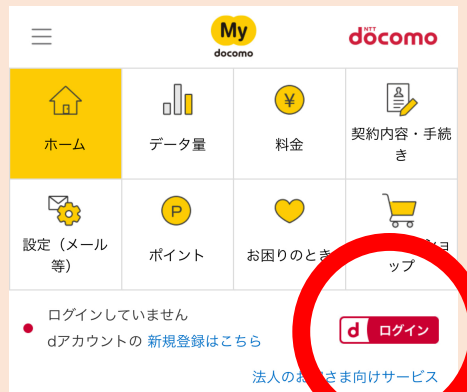 My
docomo
NTT
döcomo
ホーム
データ量
¥
料金
契約内容・手続
き
設定（メール
等）
P
ポイント
お困りのとき
ップ
ログインしていません
dアカウントの 新規登録はこちら
d ログイン
法人のお さま向けサービス